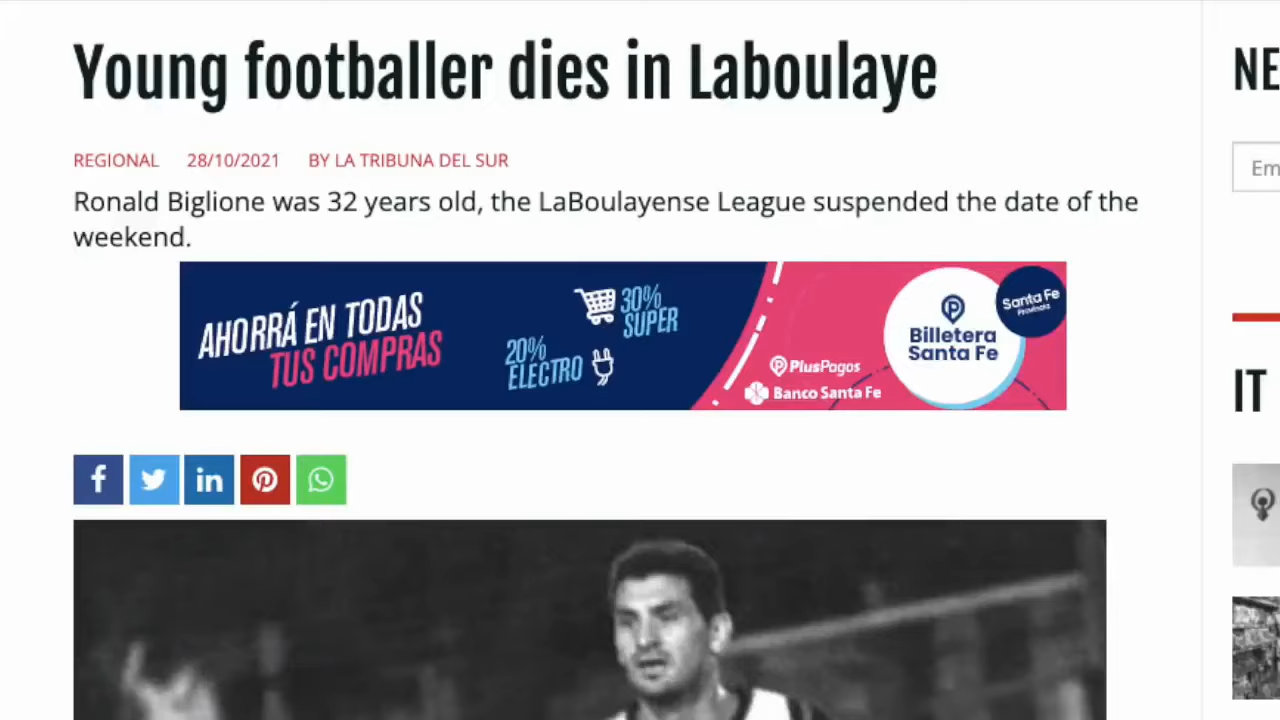 Young footballer dies in Laboulaye
NE
REGIONAL 28/10/2021 BY LA TRIBUNA DEL SUR
Em
Ronald Biglione was 32 years old, the LaBoulayense League suspended the date of the
weekend.
AHORRÁ EN TODAS
TUS COMPRAS
30%
SUPER
20%
ELECTRO
PlusPagos
Banco Santa Fe
Billetera
Santa Fe
Santa Fe
Provincia
IT